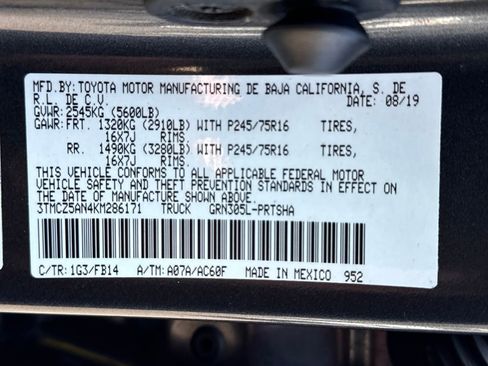 MFD.BY:TOYOTA MOTOR MANUFACTURING DE BAJA CALIFORNIA, S. DE
R.L. DE C.V. DATE: 08/19
GVWR:2545KG (5600LB)
GAWR:FRT. 1320KG (2910LB) WITH P245/75R16 TIRES,
16X7J RIMS.
RR. 1490KG (3280LB) WITH P245/75R16 TIRES,
16X7J RIMS.
THIS VEHICLE CONFORMS TO ALL APPLICABLE FEDERAL MOTOR
VEHICLE SAFETY AND THEFT PREVENTION STANDARDS IN EFFECT ON
THE DATE OF MANUFACTURE SHOWN ABOVE.
3TMCZ5AN4KM286171 TRUCK GRN305L-PRTSHA
C/TR: 1G3/FB14 A/TM: A07A/AC60F MADE IN MEXICO 952